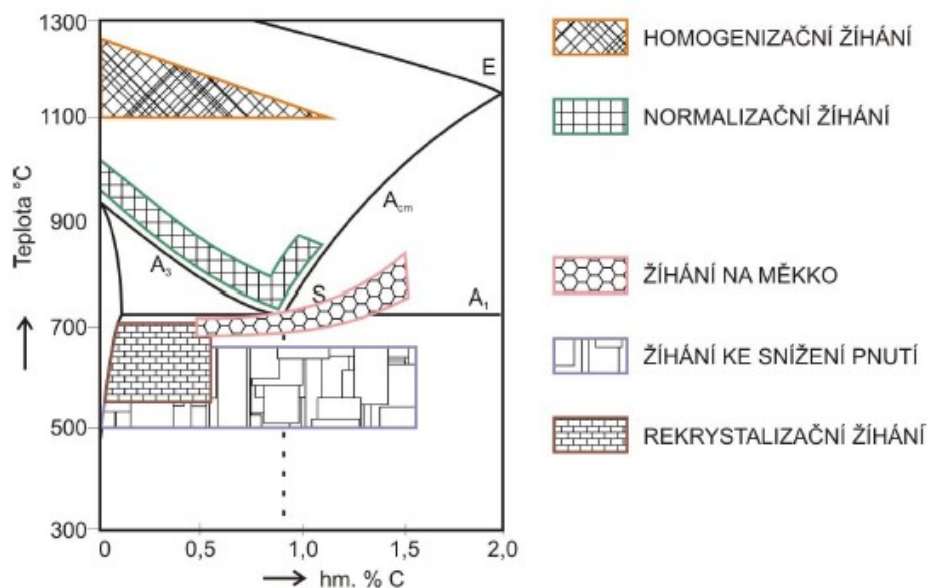 1300
1100
900
700
500
300
Teplota °C
E
Acm
A3
S
A1
0
0,5
1,0
1,5
2,0
hm. % C
HOMOGENIZAČNÍ ŽÍHÁNÍ
NORMALIZAČNÍ ŽÍHÁNÍ
ŽÍHÁNÍ NA MĚKKO
ŽÍHÁNÍ KE SNÍŽENÍ PNUTÍ
REKRYSTALIZAČNÍ ŽÍHÁNÍ